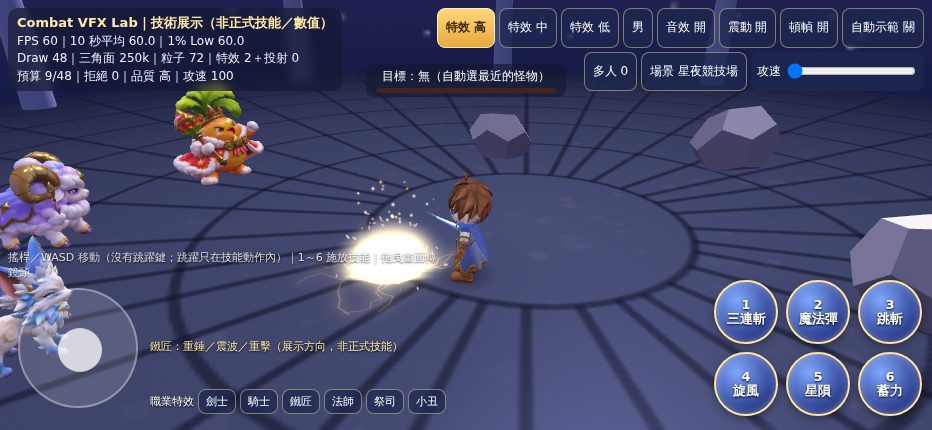 Combat VFX Lab｜技術展示（非正式技能／數值）
FPS 60｜10 秒平均 60.0｜1% Low 60.0
Draw 48｜三角面 250k｜粒子 72｜特效 2＋投射 0
預算 9/48｜拒絕 0｜品質 高｜攻速 100
特效 高
特效 中
特效 低
男
音效 開
震動 開
頓幀 開
自動示範 關
多人 0
場景 星夜競技場
攻速
目標：無（自動選最近的怪物）
搖桿／WASD 移動（沒有跳躍鍵；跳躍只在技能動作內）｜1～6 施放技能｜拖曳畫面轉
鏡頭
1
三連斬
2
魔法彈
3
跳斬
4
旋風
5
星隕
6
蓄力
鐵匠：重錘／震波／重擊（展示方向，非正式技能）
職業特效
劍士
騎士
鐵匠
法師
祭司
小丑